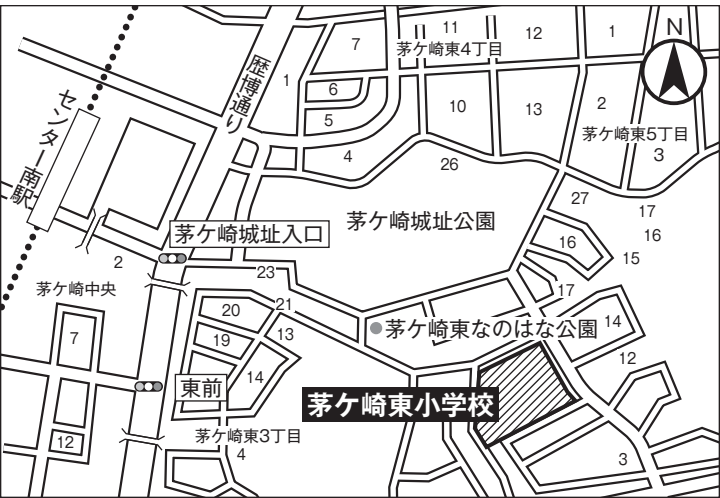 11
12
1
N
7
茅ケ崎東4丁目
歴博通り
1
6
5
10
13
2
茅ケ崎東5丁目
3
4
26
センター南駅
27
17
茅ケ崎城址公園
茅ケ崎城址入口
16
16
15
2
23
茅ケ崎中央
17
20
21
茅ケ崎東なのはな公園
14
7
19
13
12
14
東前
茅ケ崎東小学校
12
茅ケ崎東3丁目
4
3